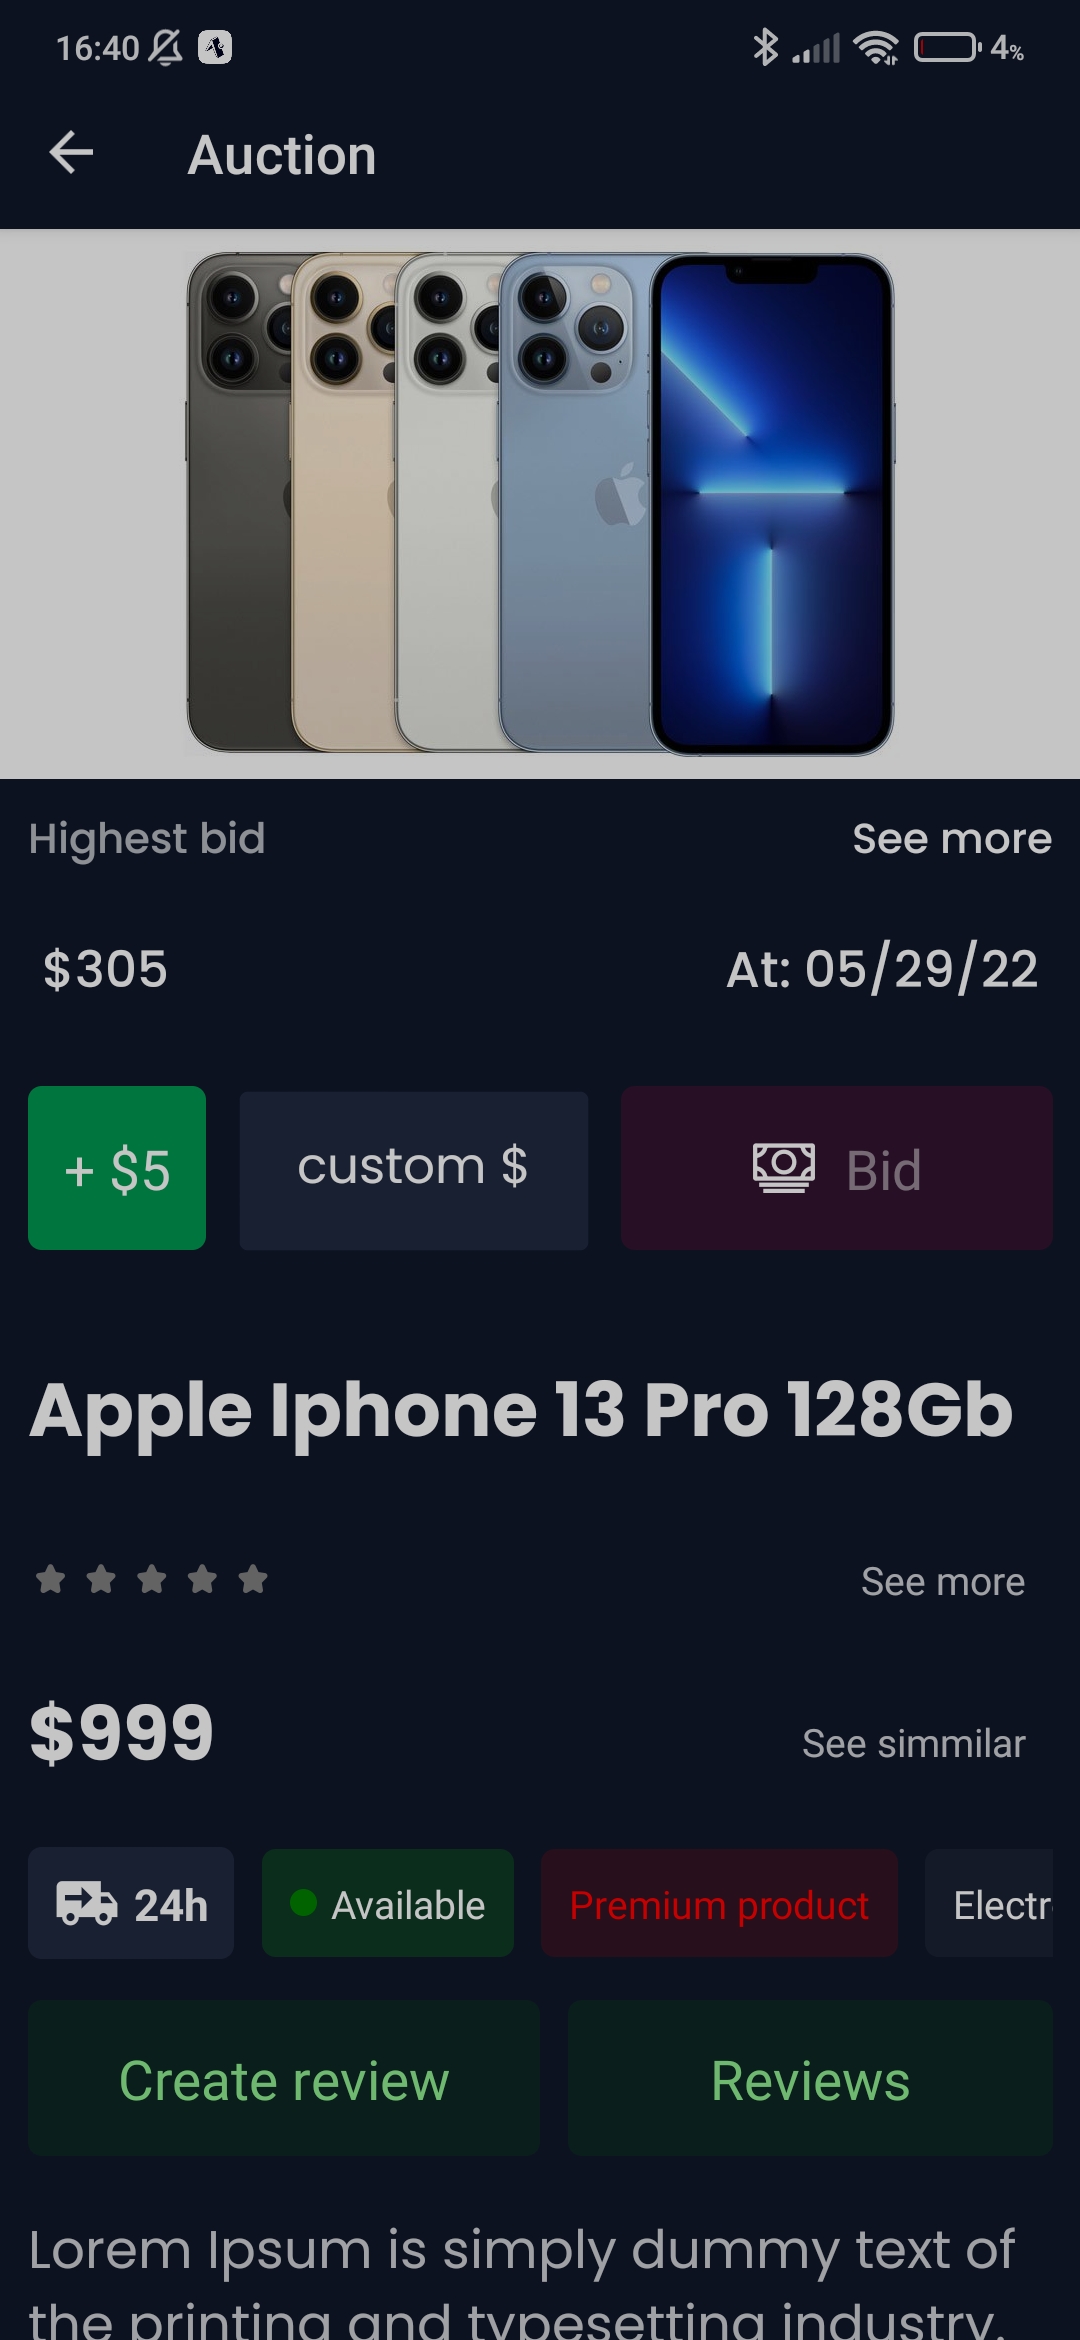 16:40 4%
Auction
Highest bid See more
$305 At: 05/29/22
+ $5 custom $ Bid
Apple Iphone 13 Pro 128Gb
See more
$999 See simmilar
24h Available Premium product Electr
Create review Reviews
Lorem Ipsum is simply dummy text of
the printing and typesetting industry.